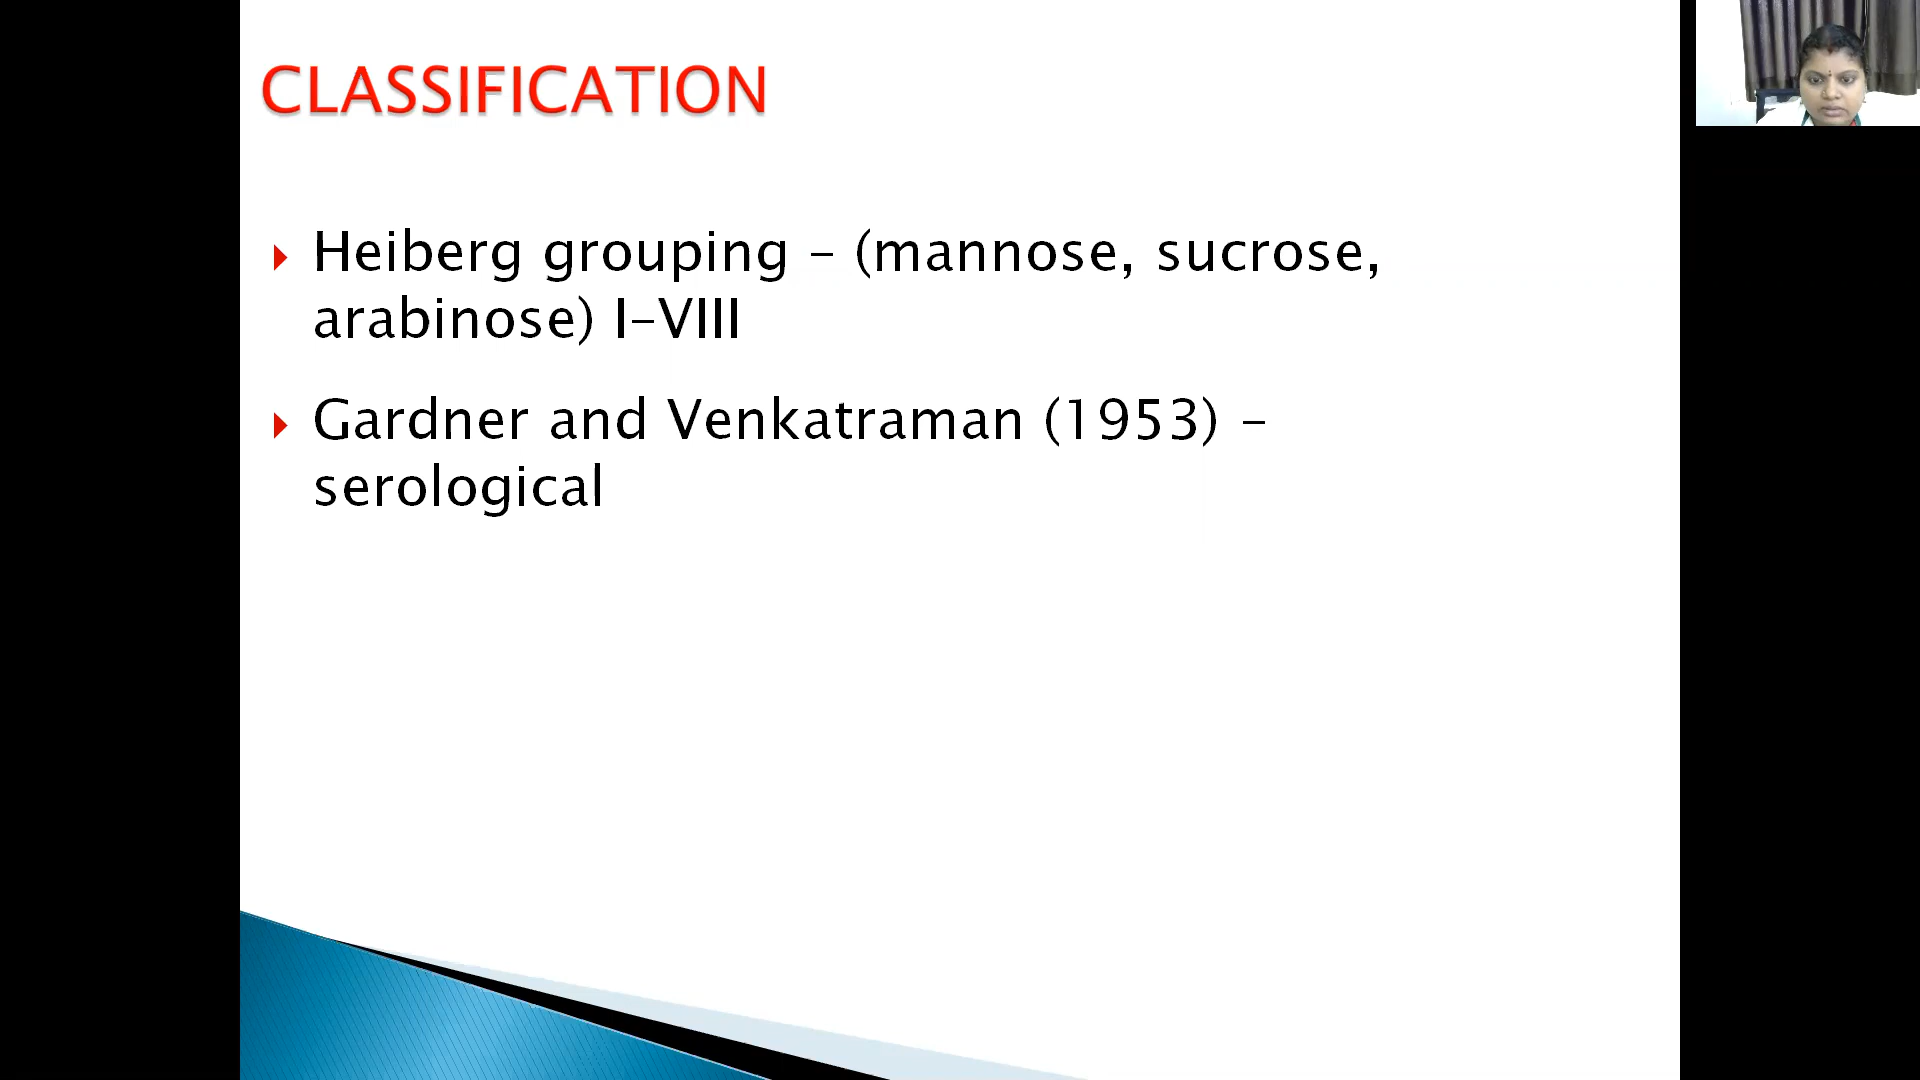 CLASSIFICATION
Heiberg grouping – (mannose, sucrose,
arabinose) I-VIII
Gardner and Venkatraman (1953) –
serological